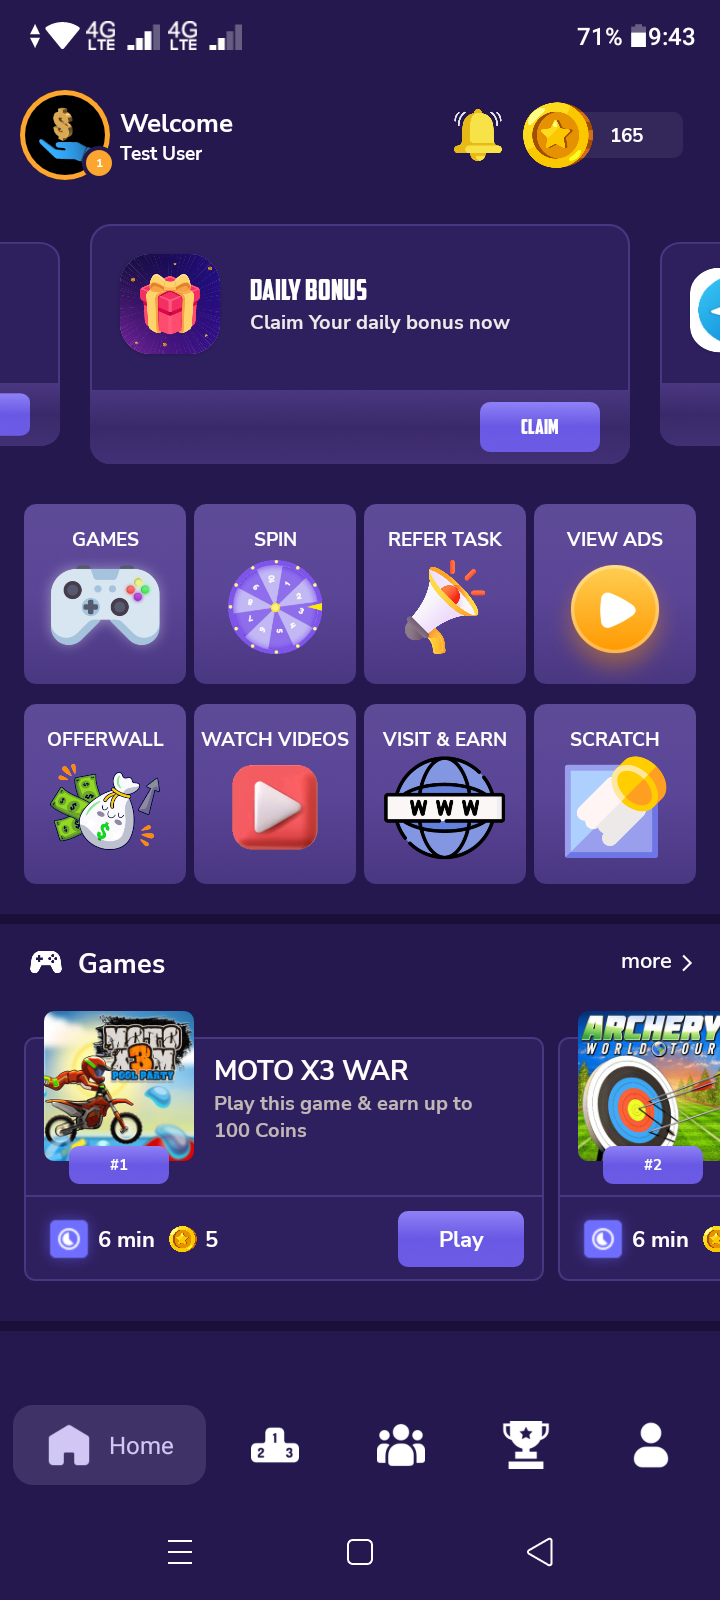 4G 4G 71% 9:43
LTE LTE
Welcome
Test User
1
165
DAILY BONUS
Claim Your daily bonus now
CLAIM
GAMES SPIN REFER TASK VIEW ADS
OFFERWALL WATCH VIDEOS VISIT & EARN SCRATCH
W W W
Games more
MOTO X3M POOL PARTY
MOTO X3 WAR
Play this game & earn up to
100 Coins
#1
6 min 5 Play
ARCHERY
WORLD TOUR
#2
6 min
Home
1
2 3